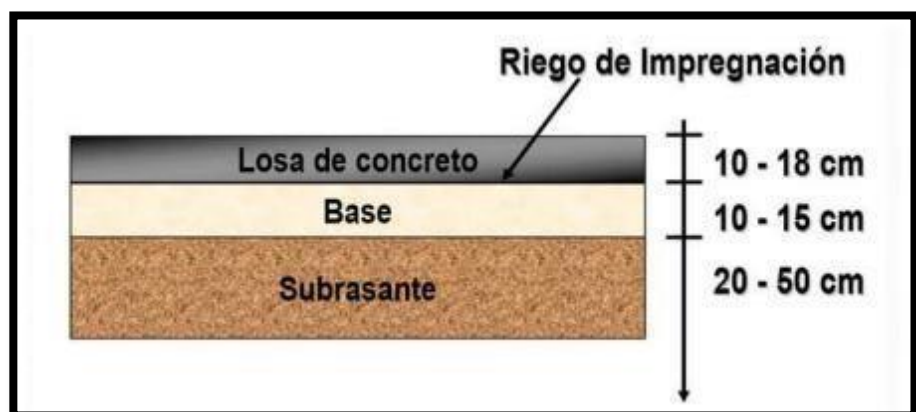 Riego de Impregnación
Losa de concreto
10 - 18 cm
Base
10 - 15 cm
Subrasante
20 - 50 cm